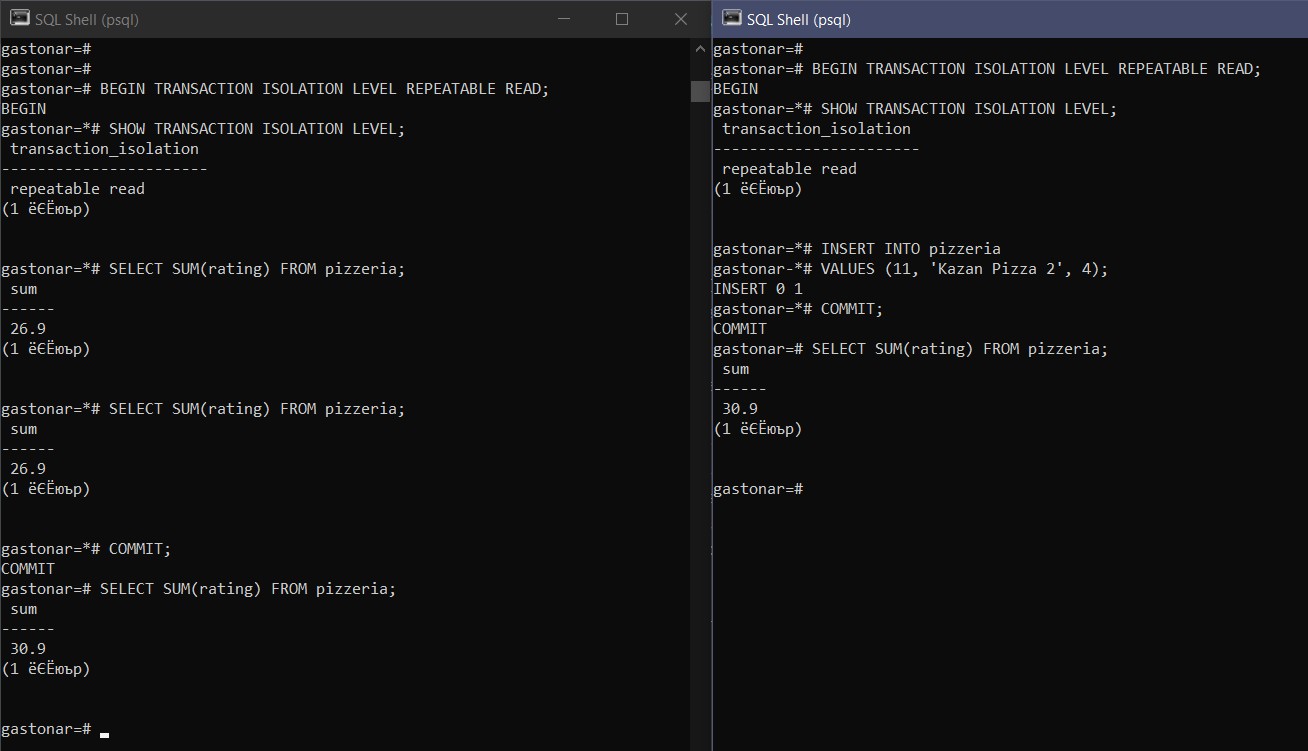 SQL Shell (psql)
gastonar=#
gastonar=#
gastonar=# BEGIN TRANSACTION ISOLATION LEVEL REPEATABLE READ;
BEGIN
gastonar=*# SHOW TRANSACTION ISOLATION LEVEL;
 transaction_isolation
-----------------------
 repeatable read
(1 ёЄЁюър)
gastonar=*# SELECT SUM(rating) FROM pizzeria;
 sum
------
 26.9
(1 ёЄЁюър)
gastonar=*# SELECT SUM(rating) FROM pizzeria;
 sum
------
 26.9
(1 ёЄЁюър)
gastonar=*# COMMIT;
COMMIT
gastonar=# SELECT SUM(rating) FROM pizzeria;
 sum
------
 30.9
(1 ёЄЁюър)
gastonar=#
SQL Shell (psql)
gastonar=#
gastonar=# BEGIN TRANSACTION ISOLATION LEVEL REPEATABLE READ;
BEGIN
gastonar=*# SHOW TRANSACTION ISOLATION LEVEL;
 transaction_isolation
-----------------------
 repeatable read
(1 ёЄЁюър)
gastonar=*# INSERT INTO pizzeria
gastonar-*# VALUES (11, 'Kazan Pizza 2', 4);
INSERT 0 1
gastonar=*# COMMIT;
COMMIT
gastonar=# SELECT SUM(rating) FROM pizzeria;
 sum
------
 30.9
(1 ёЄЁюър)
gastonar=#